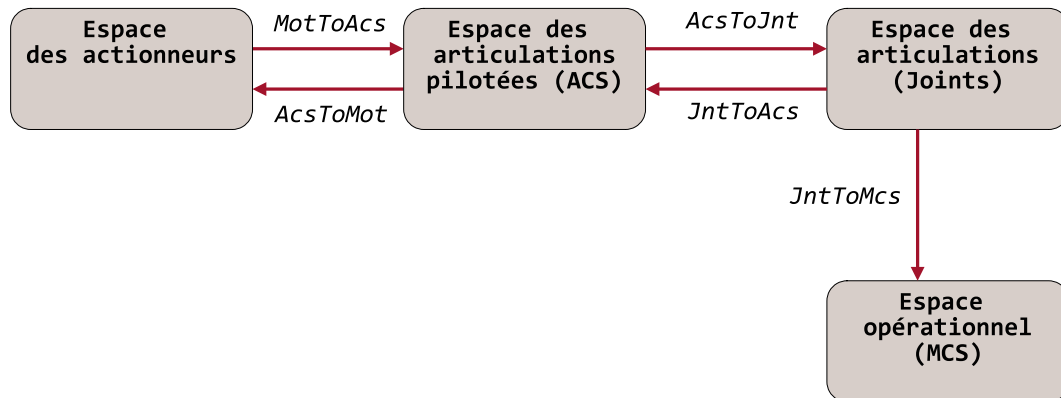 Espace
des actionneurs
MotToAcs
AcsToMot
Espace des
articulations
pilotées (ACS)
AcsToJnt
JntToAcs
Espace des
articulations
(Joints)
JntToMcs
Espace
opérationnel
(MCS)